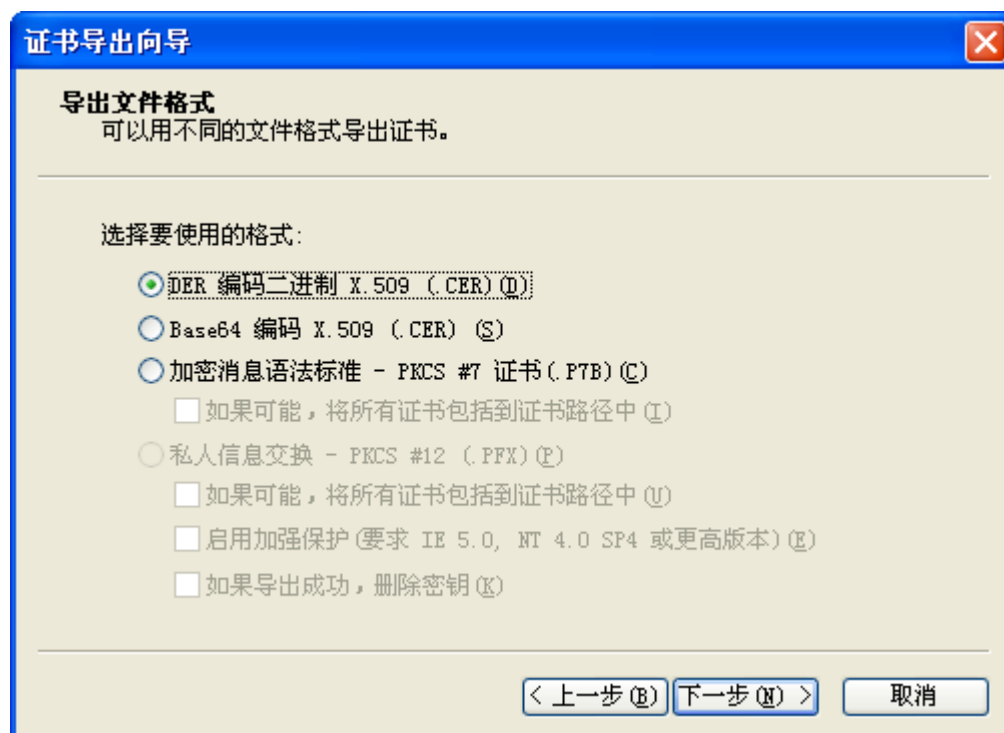 证书导出向导
导出文件格式
可以用不同的文件格式导出证书。
选择要使用的格式:
DER 编码二进制 X.509 (.CER)(D)
Base64 编码 X.509 (.CER) (S)
加密消息语法标准 - PKCS #7 证书(.P7B)(C)
如果可能,将所有证书包括到证书路径中(I)
私人信息交换 - PKCS #12 (.PFX)(P)
如果可能,将所有证书包括到证书路径中(U)
启用加强保护(要求 IE 5.0, NT 4.0 SP4 或更高版本)(E)
如果导出成功,删除密钥(K)
< 上一步(B) 下一步(N) > 取消